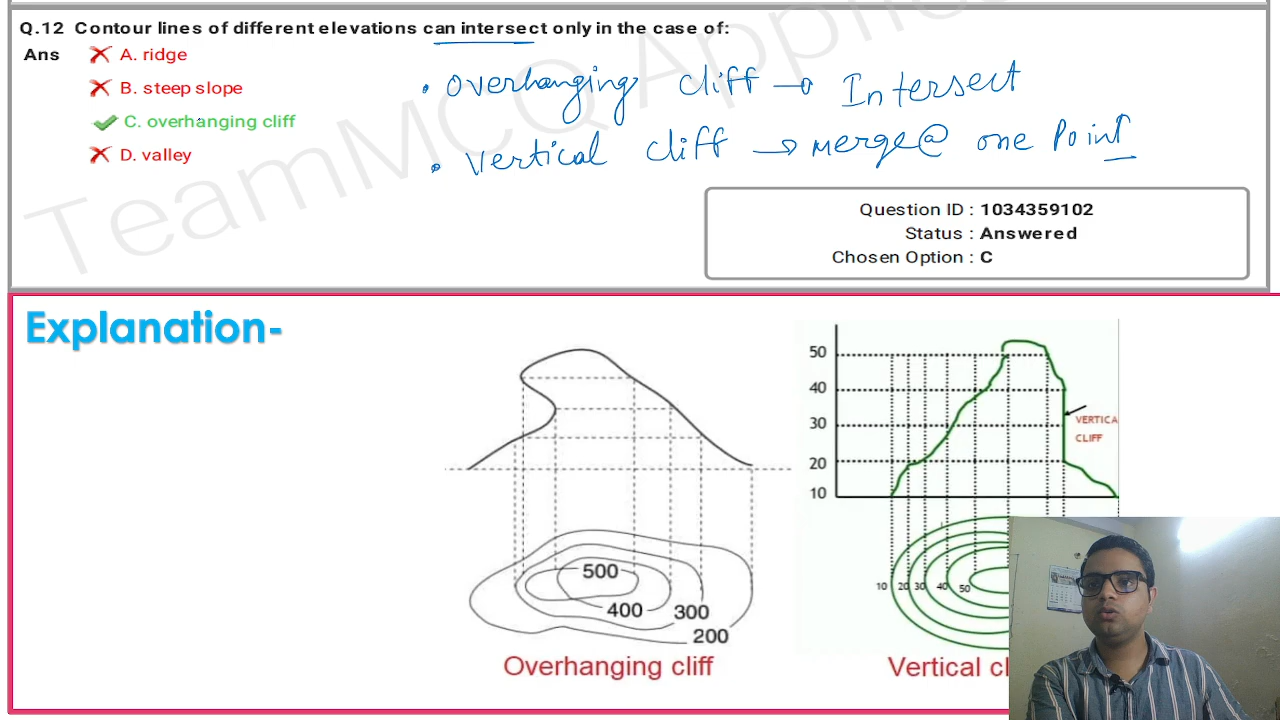 Q.12 Contour lines of different elevations can intersect only in the case of:
Ans A. ridge
B. steep slope
C. overhanging cliff
D. valley
• overhanging cliff → Intersect
• vertical cliff → merge@ one Point
TeamMCQ Applic
Question ID : 1034359102
Status : Answered
Chosen Option : C
Explanation-
500
400
300
200
Overhanging cliff
50
40
30
20
10
VERTICA
CLIFF
10 20 30 40 50
Vertical cl